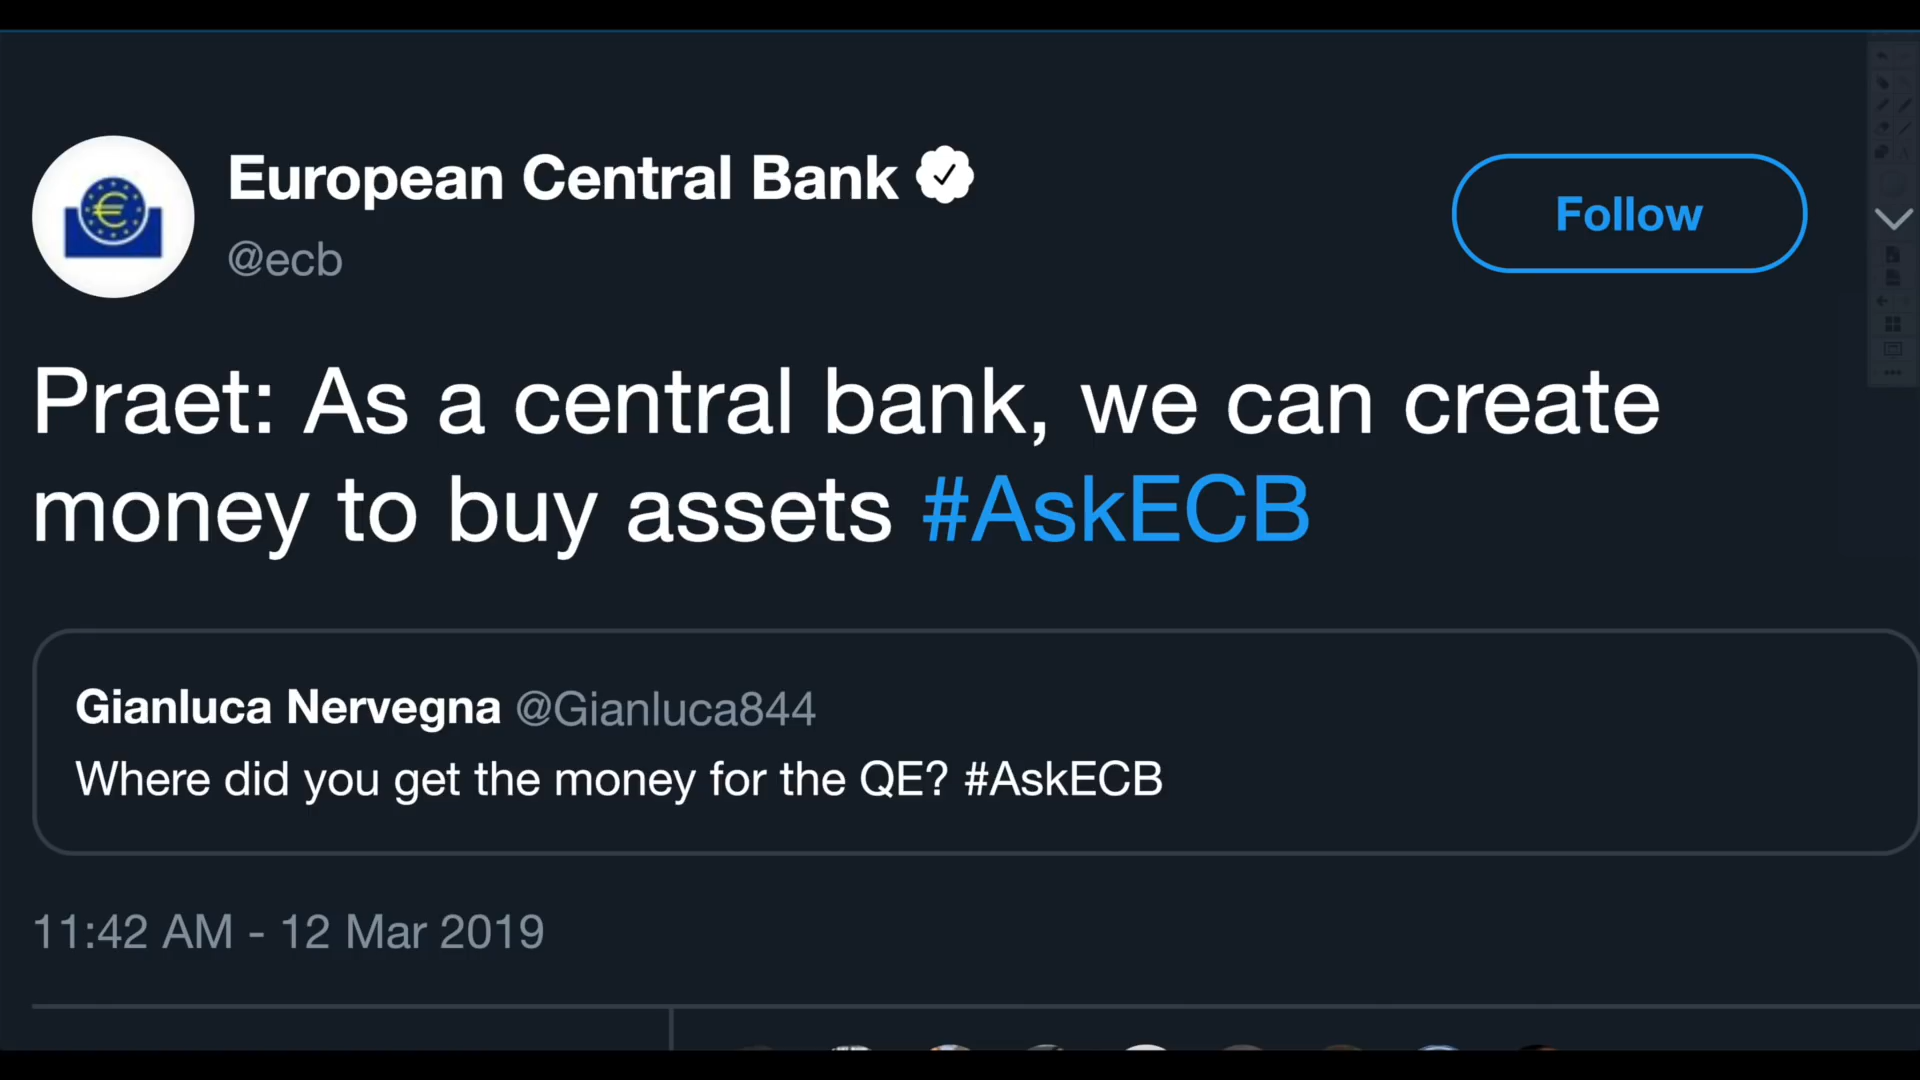 European Central Bank
@ecb
Follow
Praet: As a central bank, we can create
money to buy assets #AskECB
Gianluca Nervegna @Gianluca844
Where did you get the money for the QE? #AskECB
11:42 AM - 12 Mar 2019